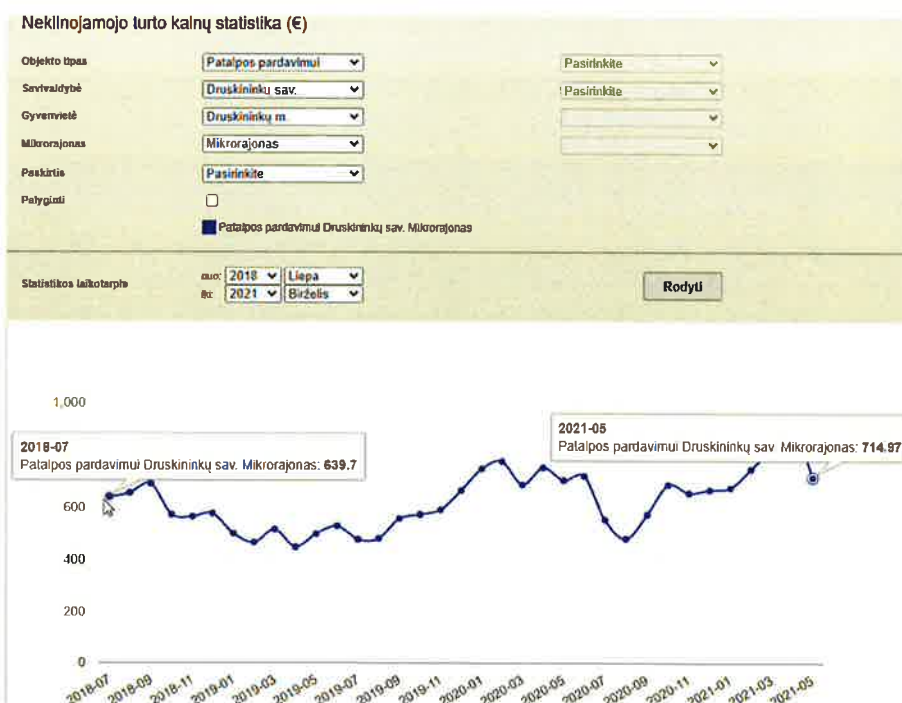 Nekilnojamojo turto kainų statistika (€)
Objekto tipas Patalpos pardavimui Pasirinkite
Savivaldybė Druskininkų sav. Pasirinkite
Gyvenvietė Druskininkų m.
Mikrorajonas Mikrorajonas
Paskirtis Pasirinkite
Palyginti
Patalpos pardavimui Druskininkų sav. Mikrorajonas
Statistikos laikotarpis nuo: 2018 Liepa
iki: 2021 Birželis
Rodyti
1,000
2018-07
Patalpos pardavimui Druskininkų sav. Mikrorajonas: 639.7
2021-05
Patalpos pardavimui Druskininkų sav. Mikrorajonas: 714.97
600
400
200
0
2018-07 2018-09 2018-11 2019-01 2019-03 2019-05 2019-07 2019-09 2019-11 2020-01 2020-03 2020-05 2020-07 2020-09 2020-11 2021-01 2021-03 2021-05